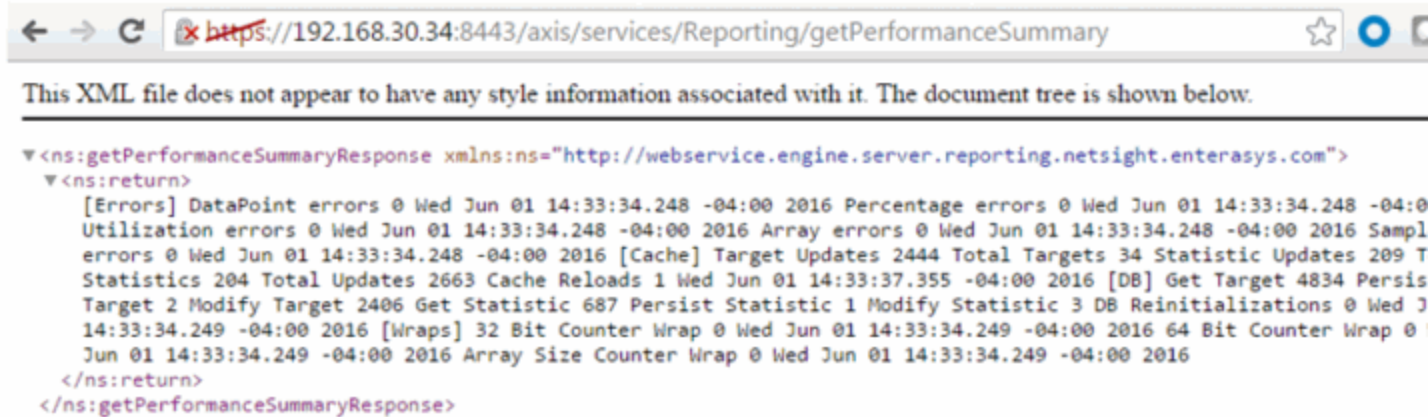 https://192.168.30.34:8443/axis/services/Reporting/getPerformanceSummary
This XML file does not appear to have any style information associated with it. The document tree is shown below.
▼<ns:getPerformanceSummaryResponse xmlns:ns="http://webservice.engine.server.reporting.netsight.enterasys.com">
▼<ns:return>
[Errors] DataPoint errors 0 Wed Jun 01 14:33:34.248 -04:00 2016 Percentage errors 0 Wed Jun 01 14:33:34.248 -04:0
Utilization errors 0 Wed Jun 01 14:33:34.248 -04:00 2016 Array errors 0 Wed Jun 01 14:33:34.248 -04:00 2016 Sampl
errors 0 Wed Jun 01 14:33:34.248 -04:00 2016 [Cache] Target Updates 2444 Total Targets 34 Statistic Updates 209 T
Statistics 204 Total Updates 2663 Cache Reloads 1 Wed Jun 01 14:33:37.355 -04:00 2016 [DB] Get Target 4834 Persis
Target 2 Modify Target 2406 Get Statistic 687 Persist Statistic 1 Modify Statistic 3 DB Reinitializations 0 Wed J
14:33:34.249 -04:00 2016 [Wraps] 32 Bit Counter Wrap 0 Wed Jun 01 14:33:34.249 -04:00 2016 64 Bit Counter Wrap 0
Jun 01 14:33:34.249 -04:00 2016 Array Size Counter Wrap 0 Wed Jun 01 14:33:34.249 -04:00 2016
</ns:return>
</ns:getPerformanceSummaryResponse>